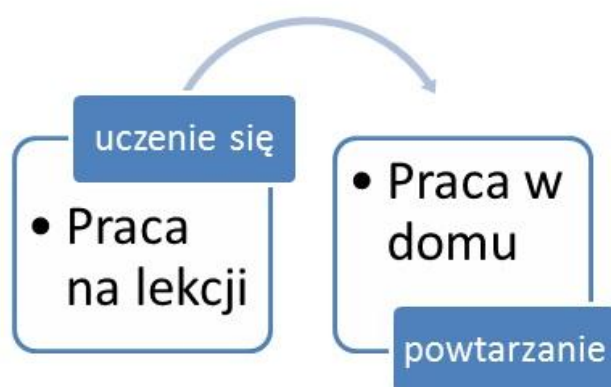 uczenie się
• Praca
na lekcji
• Praca w
domu
powtarzanie